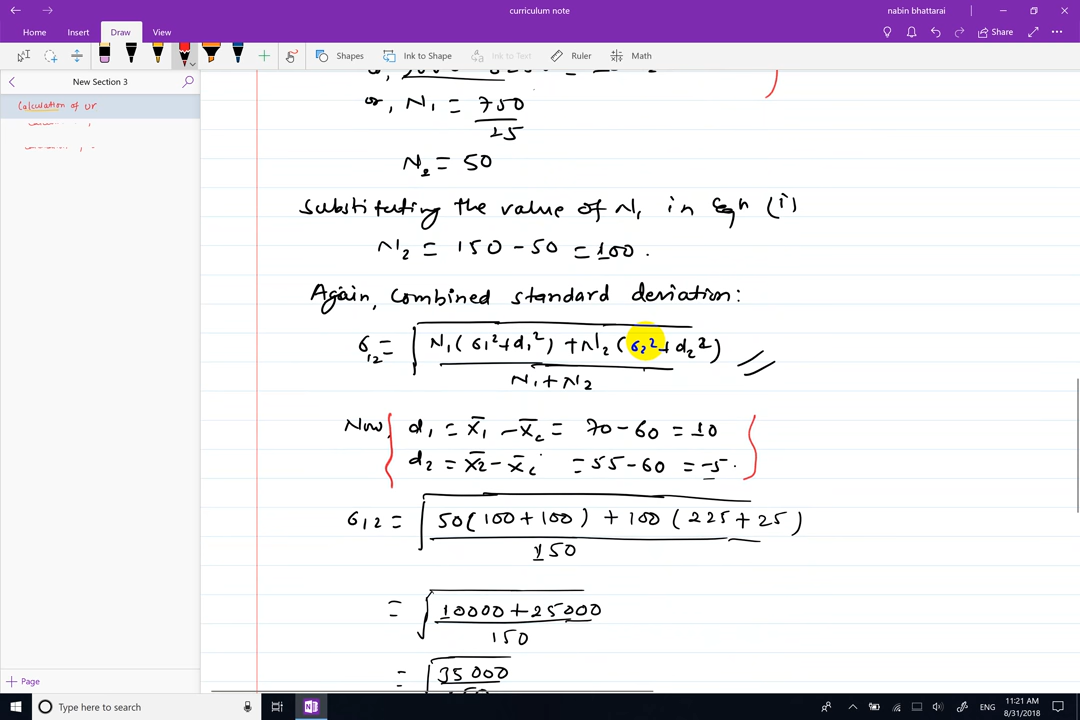 curriculum note
nabin bhattarai
Home Insert Draw View
Share
Shapes Ink to Shape Ink to Text Ruler Math
New Section 3
Calculation of ur
or, N₁ = 750
25
N₂ = 50
Substituting the value of N₁ in Eqn (i)
N₂ = 150 - 50 = 100.
Again, Combined standard deviation:
σ₁₂ = √ N₁(σ₁²+d₁²) + N₂(σ₂²+d₂²)
N₁+N₂
Now, d₁ = X̄₁ - X̄c = 70 - 60 = 10
d₂ = X̄₂ - X̄c = 55 - 60 = -5.
σ₁₂ = √ 50(100+100) + 100(225+25)
150
= √ 10000+25000
150
= √ 35000
Page
Type here to search
ENG
11:21 AM
8/31/2018